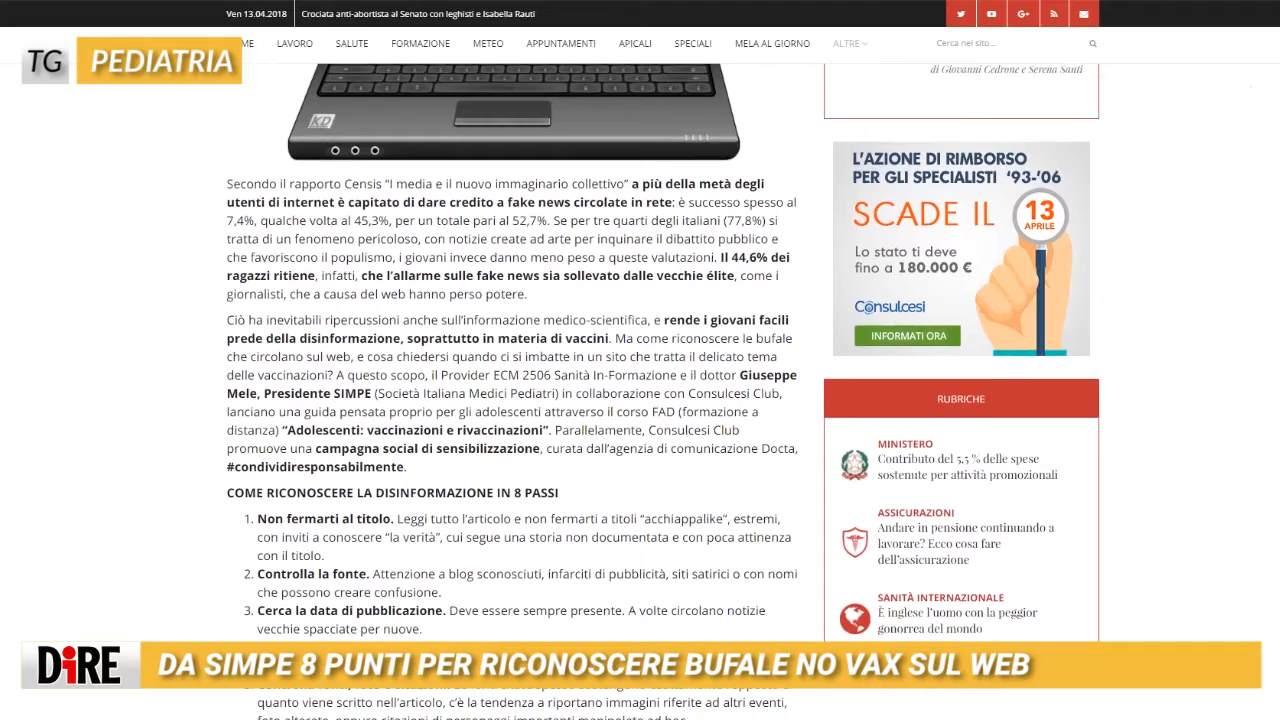 Ven 13.04.2018
Crociata anti-abortista al Senato con leghisti e Isabella Rauti
TG PEDIATRIA
ME LAVORO SALUTE FORMAZIONE METEO APPUNTAMENTI APICALI SPECIALI MELA AL GIORNO ALTRE
Cerca nel sito...
KD
Secondo il rapporto Censis “I media e il nuovo immaginario collettivo” a più della metà degli
utenti di internet è capitato di dare credito a fake news circolate in rete: è successo spesso al
7,4%, qualche volta al 45,3%, per un totale pari al 52,7%. Se per tre quarti degli italiani (77,8%) si
tratta di un fenomeno pericoloso, con notizie create ad arte per inquinare il dibattito pubblico e
che favoriscono il populismo, i giovani invece danno meno peso a queste valutazioni. Il 44,6% dei
ragazzi ritiene, infatti, che l’allarme sulle fake news sia sollevato dalle vecchie élite, come i
giornalisti, che a causa del web hanno perso potere.
Ciò ha inevitabili ripercussioni anche sull’informazione medico-scientifica, e rende i giovani facili
prede della disinformazione, soprattutto in materia di vaccini. Ma come riconoscere le bufale
che circolano sul web, e cosa chiedersi quando ci si imbatte in un sito che tratta il delicato tema
delle vaccinazioni? A questo scopo, il Provider ECM 2506 Sanità In-Formazione e il dottor Giuseppe
Mele, Presidente SIMPE (Società Italiana Medici Pediatri) in collaborazione con Consulcesi Club,
lanciano una guida pensata proprio per gli adolescenti attraverso il corso FAD (formazione a
distanza) “Adolescenti: vaccinazioni e rivaccinazioni”. Parallelamente, Consulcesi Club
promuove una campagna social di sensibilizzazione, curata dall’agenzia di comunicazione Docta,
#condividiresponsabilmente.
COME RICONOSCERE LA DISINFORMAZIONE IN 8 PASSI
1. Non fermarti al titolo. Leggi tutto l’articolo e non fermarti a titoli “acchiappalike”, estremi,
con inviti a conoscere “la verità”, cui segue una storia non documentata e con poca attinenza
con il titolo.
2. Controlla la fonte. Attenzione a blog sconosciuti, infarciti di pubblicità, siti satirici o con nomi
che possono creare confusione.
3. Cerca la data di pubblicazione. Deve essere sempre presente. A volte circolano notizie
vecchie spacciate per nuove.
quanto viene scritto nell’articolo, c’è la tendenza a riportano immagini riferite ad altri eventi,
di Giovanni Cedrone e Serena Santi
L’AZIONE DI RIMBORSO
PER GLI SPECIALISTI ‘93-’06
SCADE IL
13
APRILE
Lo stato ti deve
fino a 180.000 €
Consulcesi
INFORMATI ORA
RUBRICHE
MINISTERO
Contributo del 5,5 % delle spese
sostenute per attività promozionali
ASSICURAZIONI
Andare in pensione continuando a
lavorare? Ecco cosa fare
dell’assicurazione
SANITÀ INTERNAZIONALE
È inglese l’uomo con la peggior
gonorrea del mondo
DiRE
DA SIMPE 8 PUNTI PER RICONOSCERE BUFALE NO VAX SUL WEB